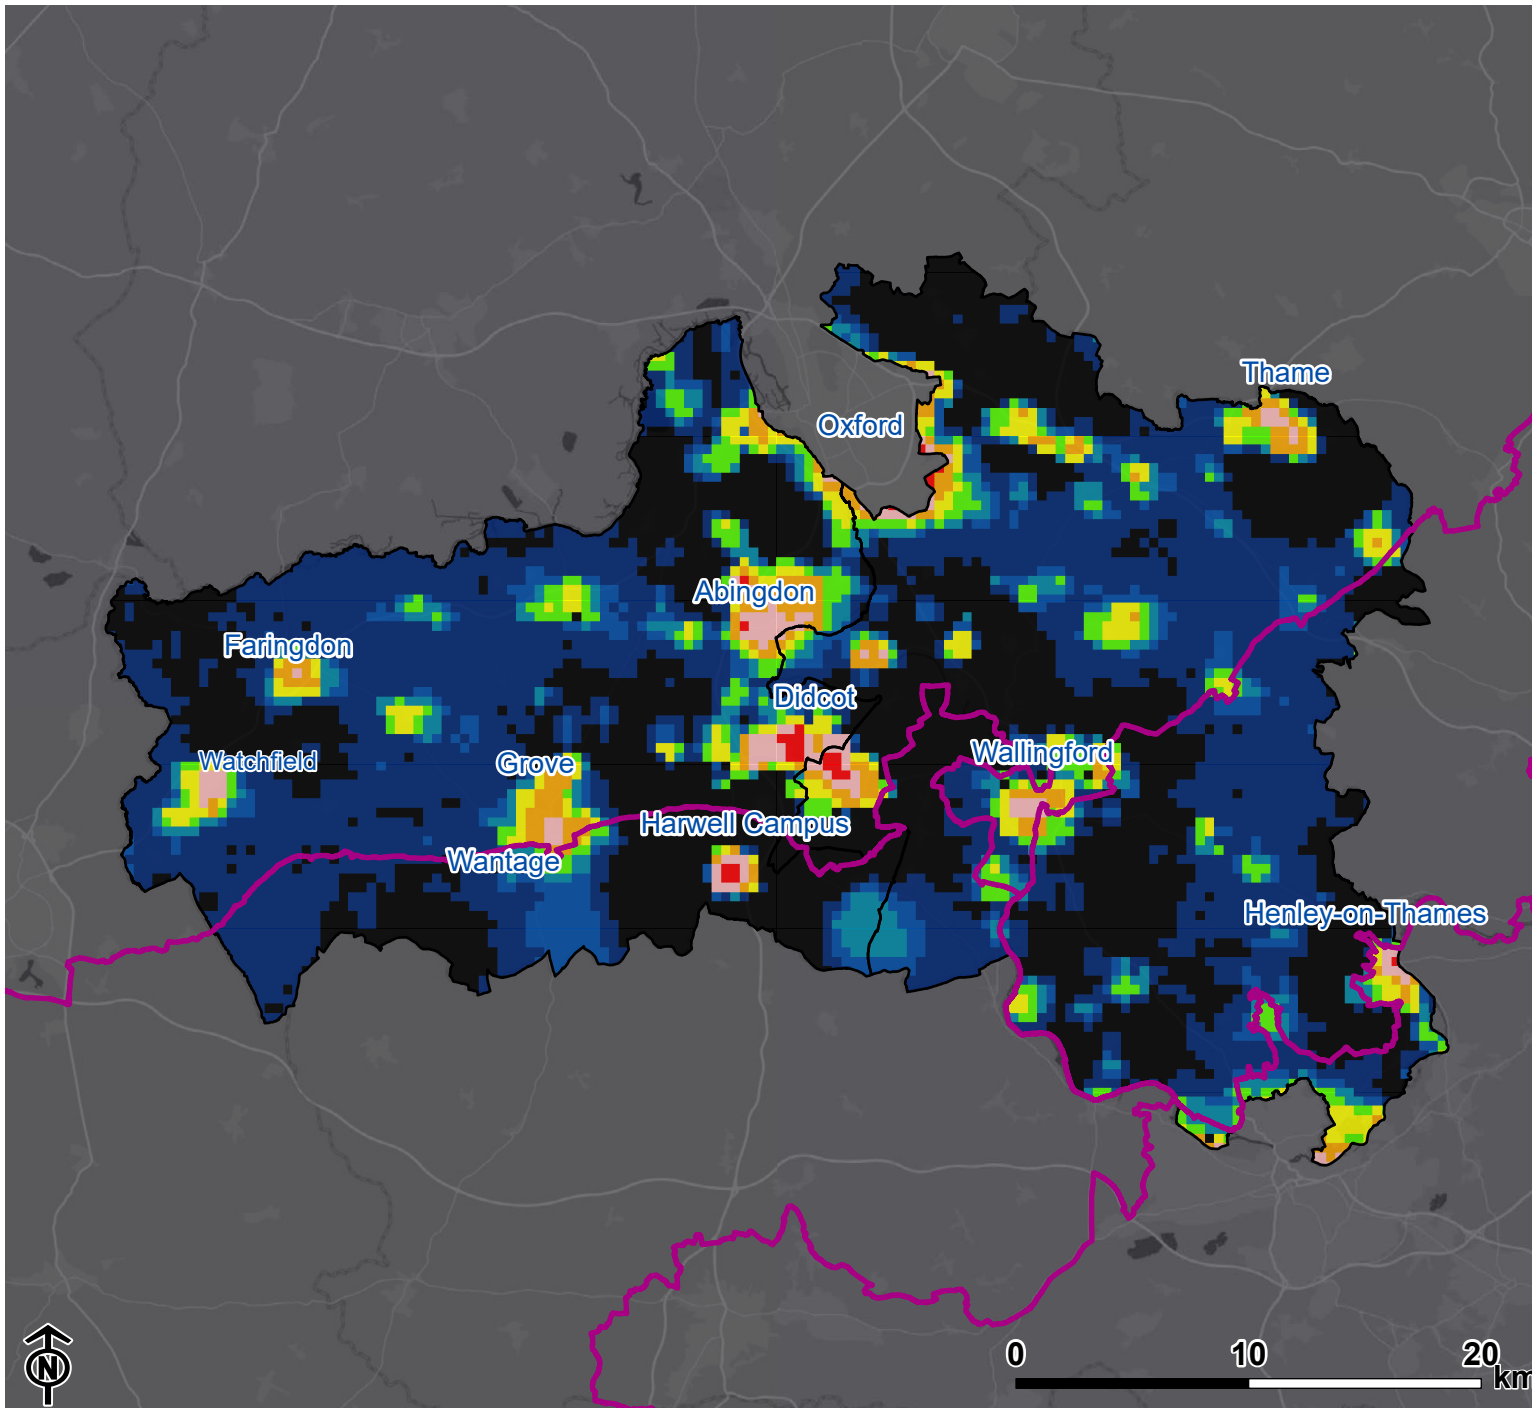 Thame
Oxford
Abingdon
Faringdon
Didcot
Wallingford
Watchfield
Grove
Harwell Campus
Wantage
Henley-on-Thames
N
0 10 20
km